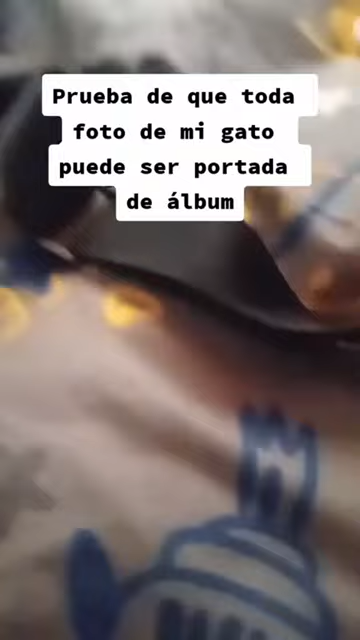 Prueba de que toda
foto de mi gato
puede ser portada
de álbum